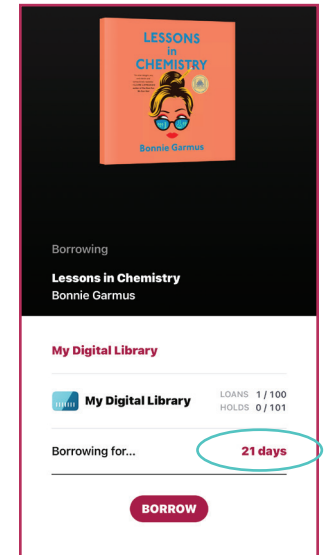 LESSONS
in
CHEMISTRY
Bonnie Garmus
Borrowing
Lessons in Chemistry
Bonnie Garmus
My Digital Library
My Digital Library
LOANS 1 / 100
HOLDS 0 / 101
Borrowing for...
21 days
BORROW